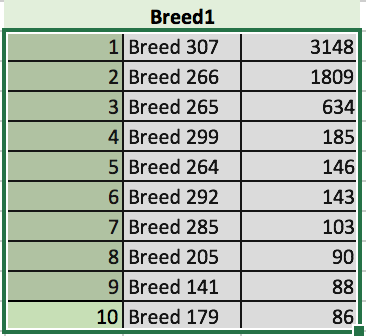 Breed1
1 Breed 307 3148
2 Breed 266 1809
3 Breed 265 634
4 Breed 299 185
5 Breed 264 146
6 Breed 292 143
7 Breed 285 103
8 Breed 205 90
9 Breed 141 88
10 Breed 179 86